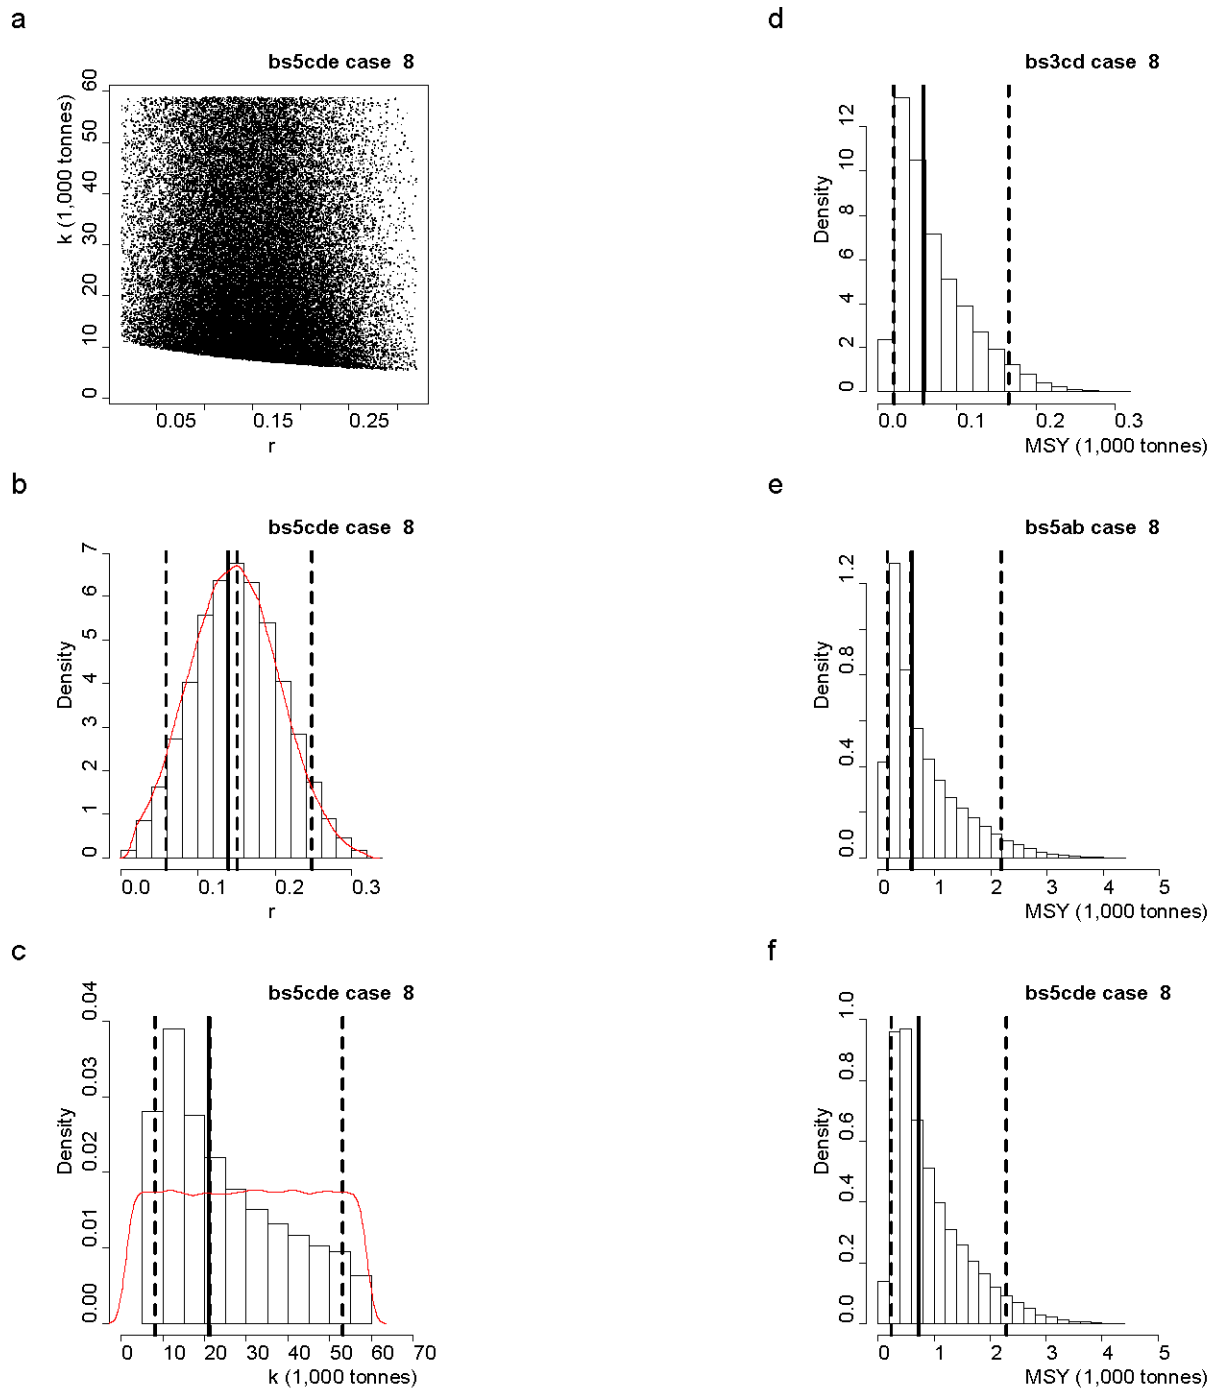 a
bs5cde case 8
60
50
40
30
20
10
0
k (1,000 tonnes)
0.05 0.15 0.25
r
b
bs5cde case 8
7
6
5
4
3
2
1
0
Density
0.0 0.1 0.2 0.3
r
c
bs5cde case 8
0.04
0.03
0.02
0.01
0.00
Density
0 10 20 30 40 50 60 70
k (1,000 tonnes)
d
bs3cd case 8
12
10
8
6
4
2
0
Density
0.0 0.1 0.2 0.3
MSY (1,000 tonnes)
e
bs5ab case 8
1.2
0.8
0.4
0.0
Density
0 1 2 3 4 5
MSY (1,000 tonnes)
f
bs5cde case 8
1.0
0.8
0.6
0.4
0.2
0.0
Density
0 1 2 3 4 5
MSY (1,000 tonnes)